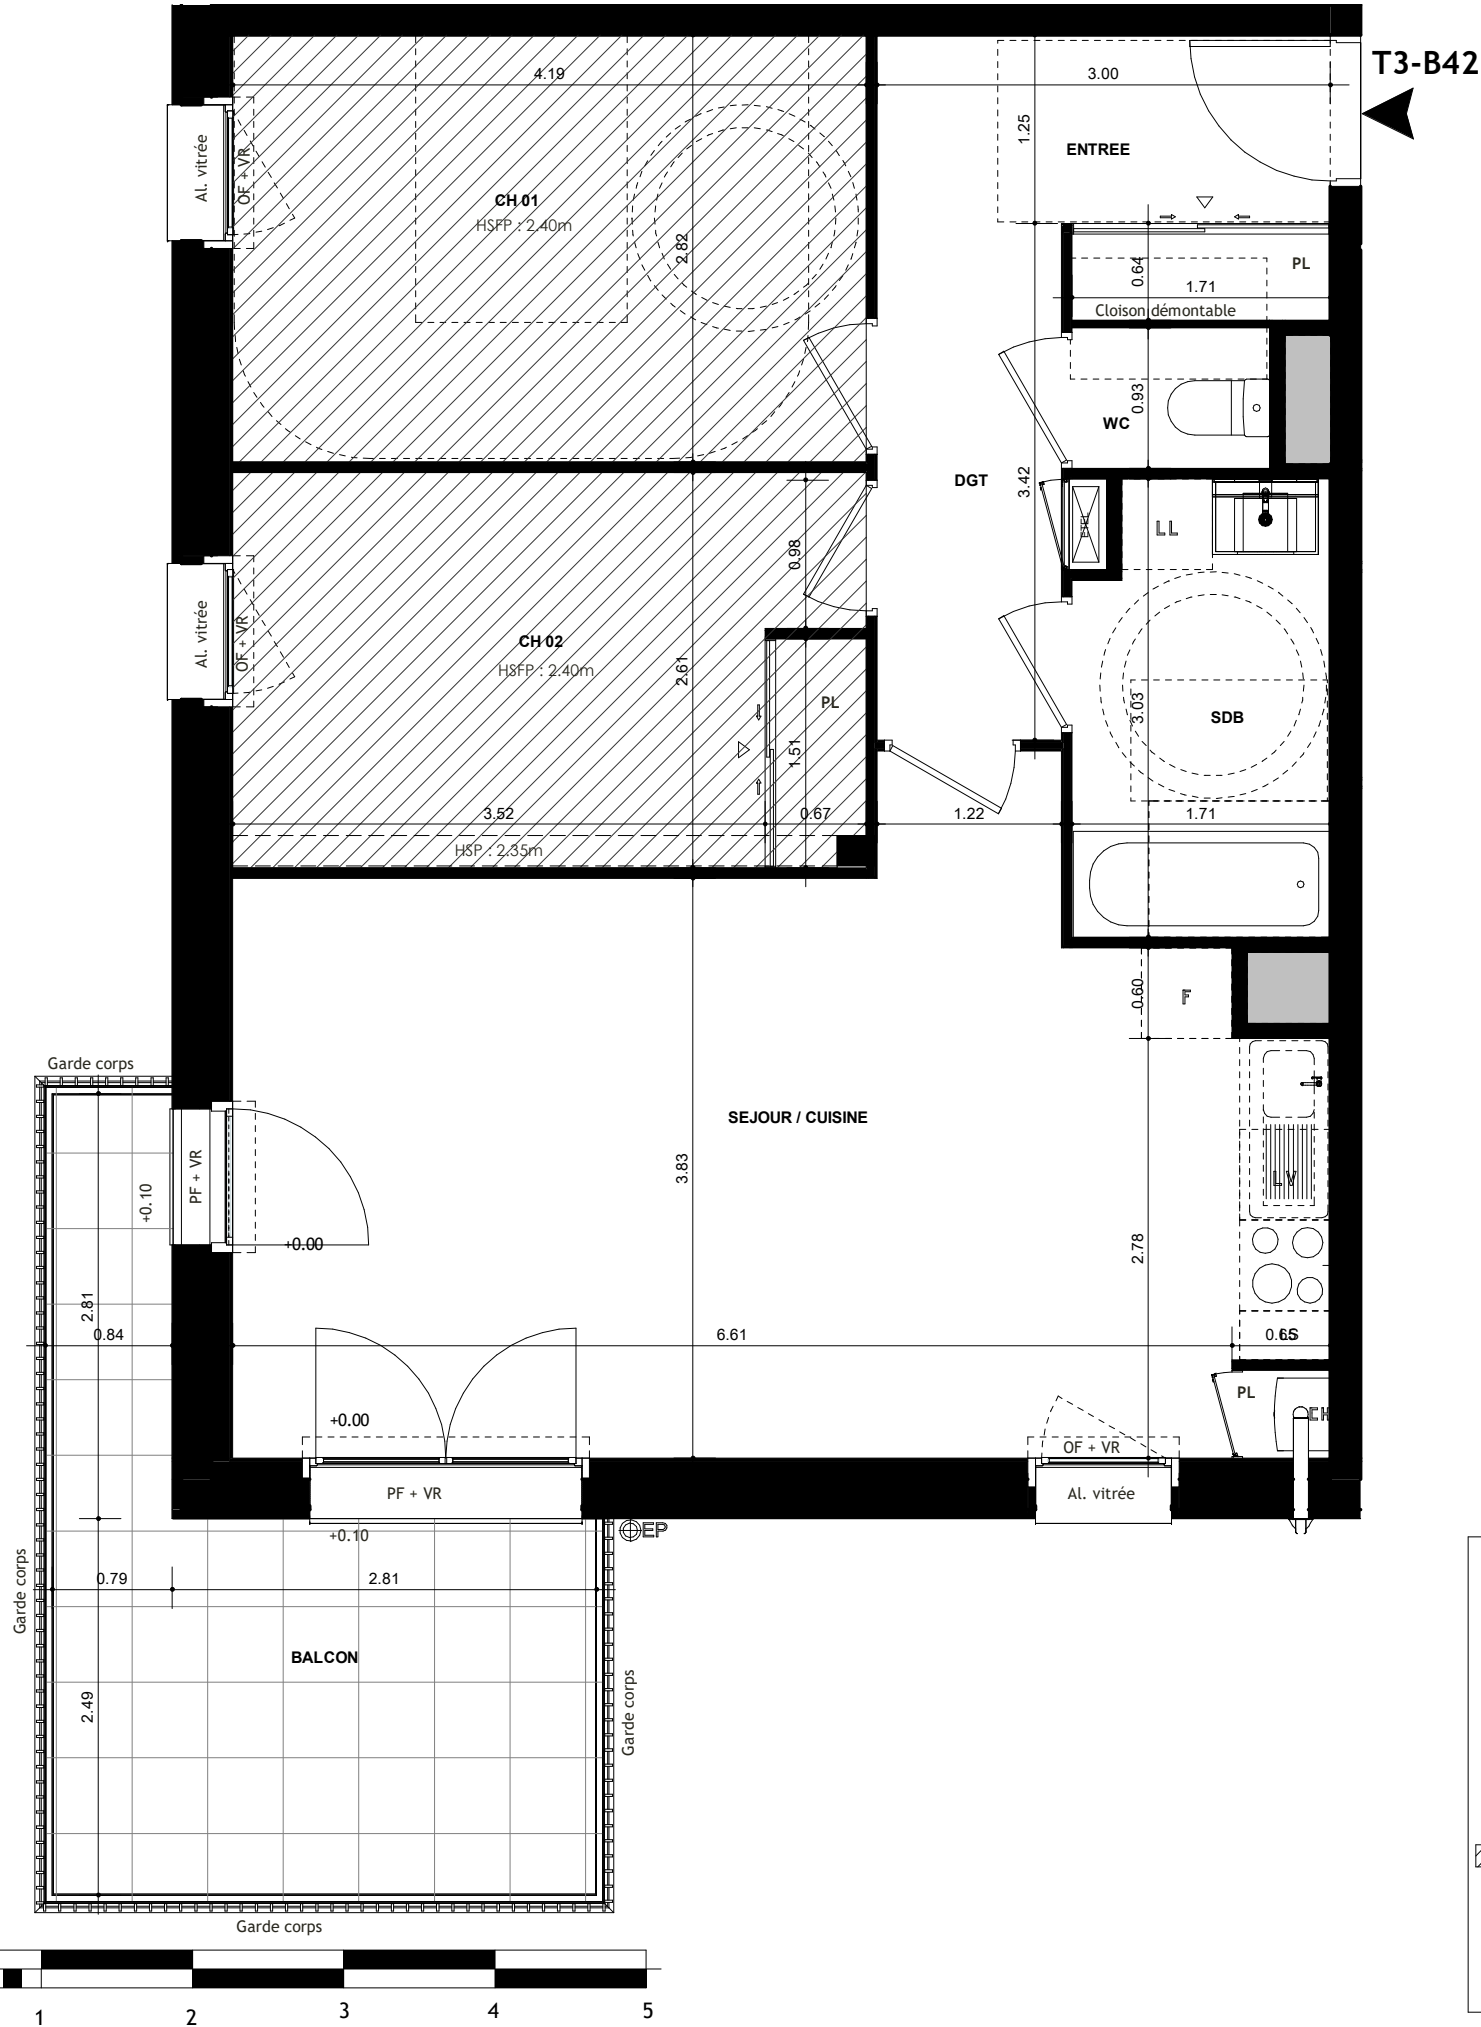 T3-B42
4.19
3.00
1.25
ENTREE
Al. vitrée
OF + VR
CH 01
HSFP : 2.40m
2.82
0.64
PL
1.71
Cloison démontable
0.93
WC
DGT
3.42
ETEL
LL
0.98
Al. vitrée
OF + VR
CH 02
HSFP : 2.40m
2.61
PL
1.51
3.03
SDB
3.52
0.67
1.22
1.71
HSP : 2.35m
0.60
F
Garde corps
SEJOUR / CUISINE
3.83
PF + VR
+0.10
+0.00
LV
2.78
2.81
0.84
6.61
0.65
LS
PL
CH
+0.00
OF + VR
PF + VR
Al. vitrée
+0.10
EP
Garde corps
0.79
2.81
BALCON
2.49
Garde corps
Garde corps
1
2
3
4
5